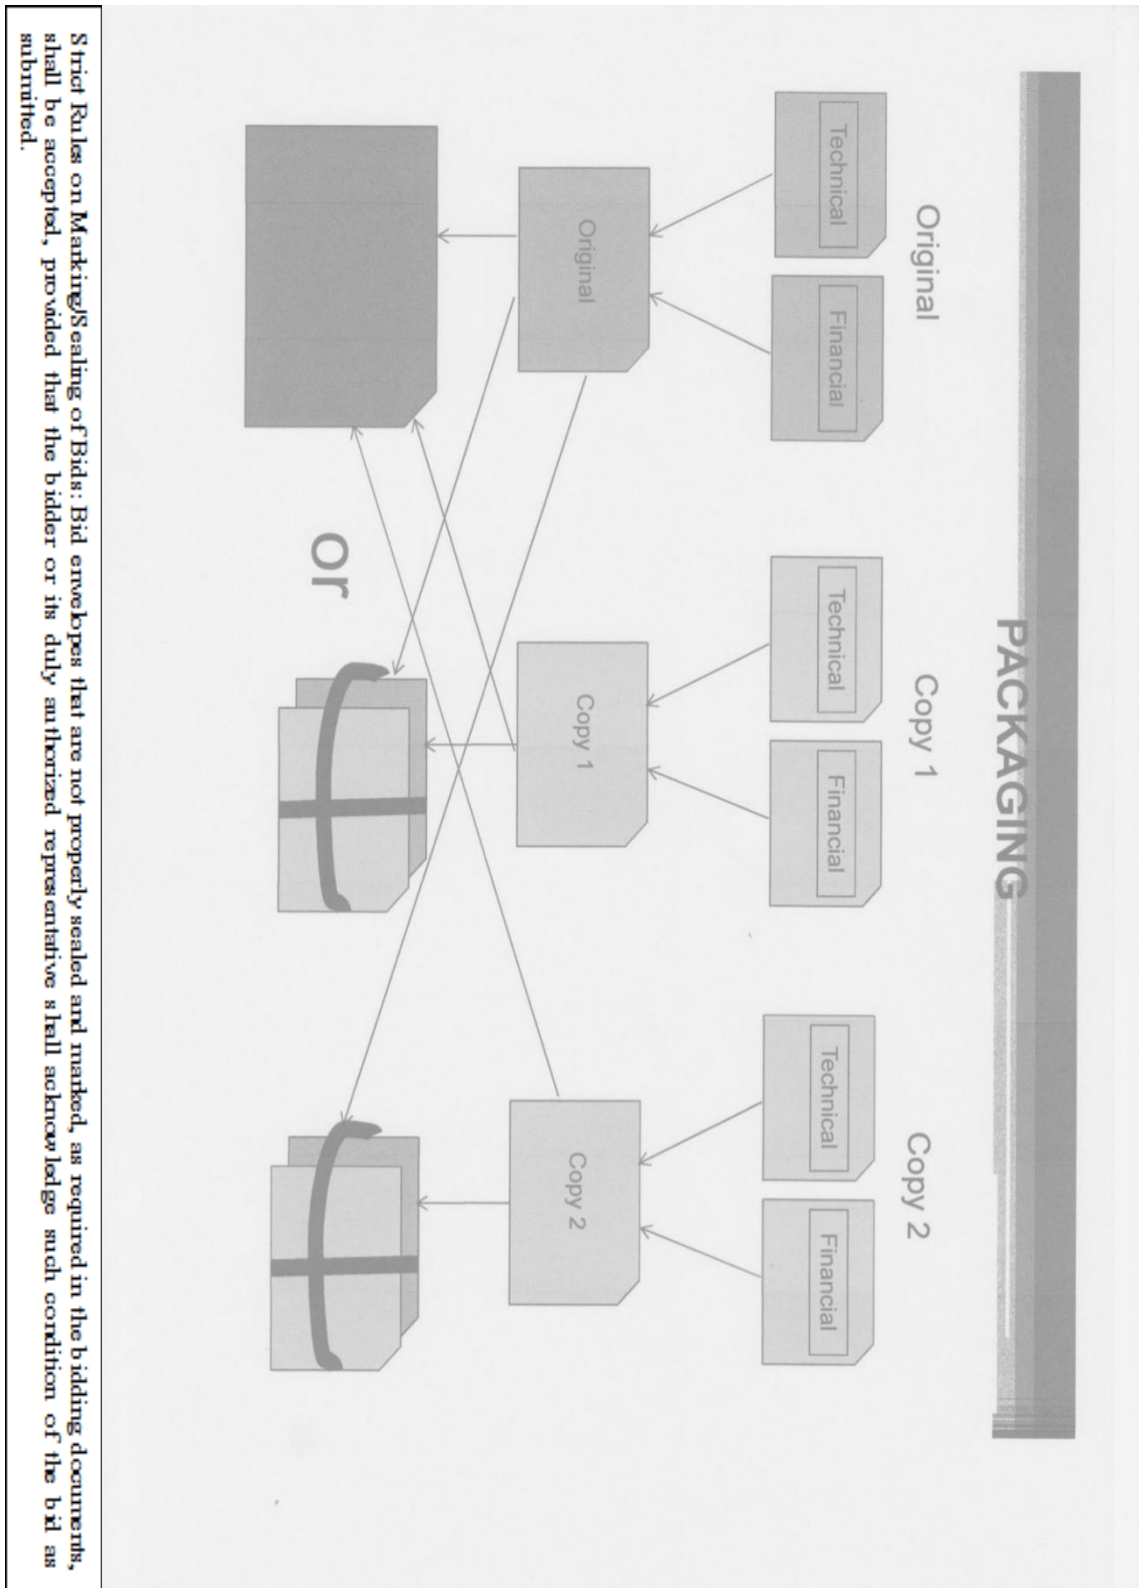 PACKAGING
Original
Copy 1
Copy 2
Technical
Financial
Technical
Financial
Technical
Financial
Original
Copy 1
Copy 2
or
Strict Rules on Marking/Sealing of Bids: Bid envelopes that are not properly sealed and marked, as required in the bidding documents,
shall be accepted, provided that the bidder or its duly authorized representative shall acknowledge such condition of the bid as
submitted.